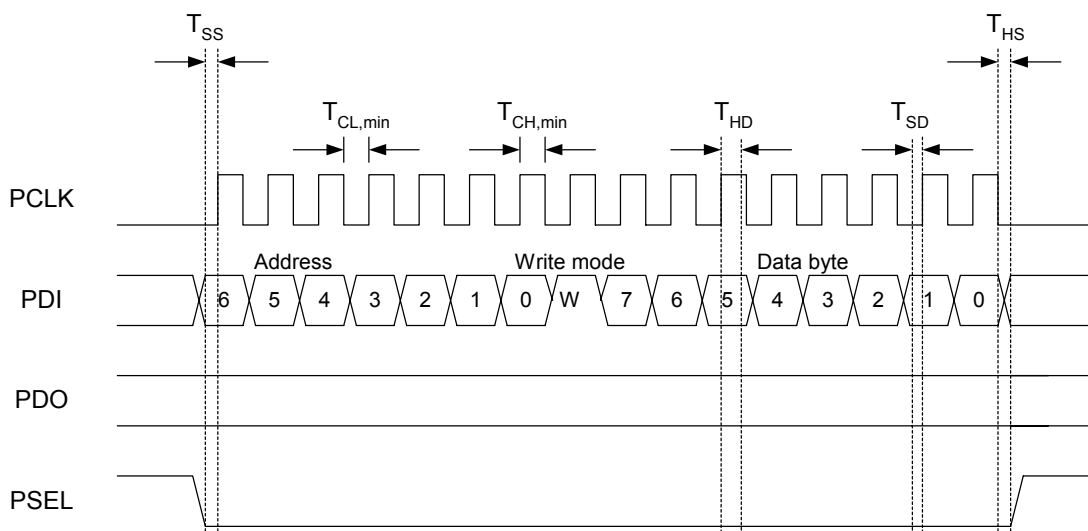 T_SS T_HS
T_CL,min T_CH,min T_HD T_SD
PCLK
Address Write mode Data byte
PDI 6 5 4 3 2 1 0 W 7 6 5 4 3 2 1 0
PDO
PSEL